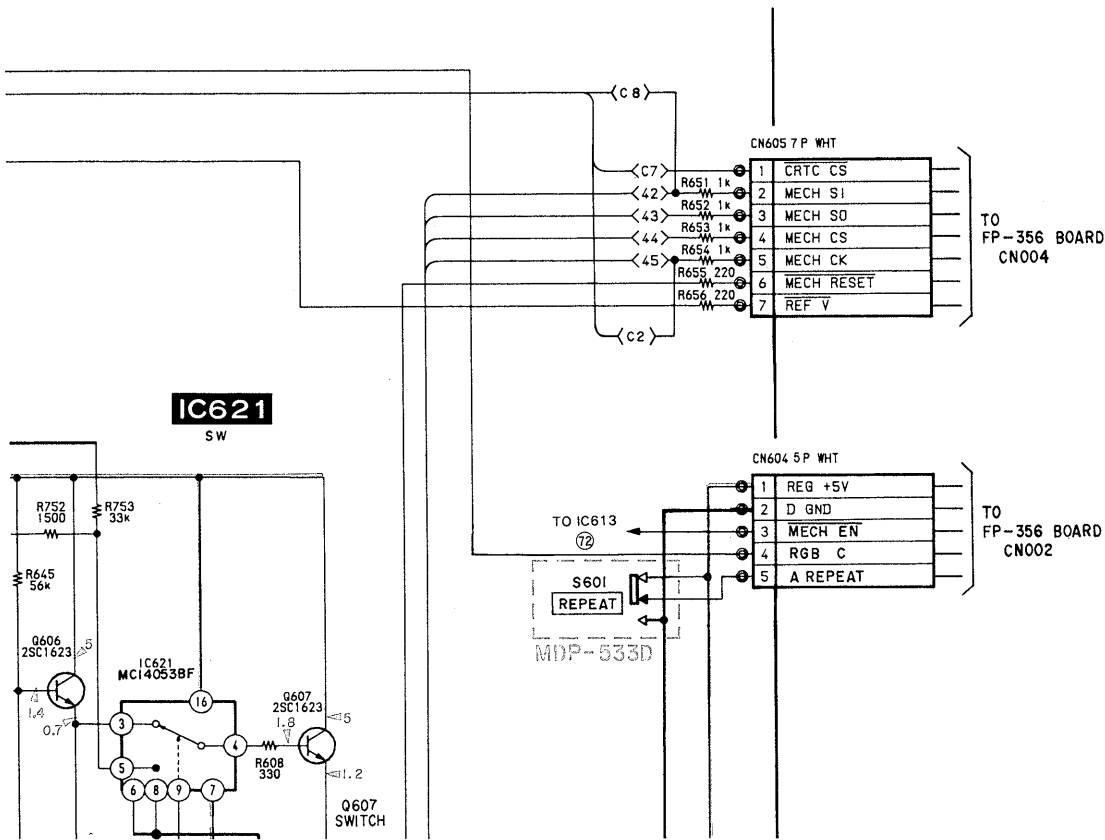 C8
CN605 7P WHT
C7
1 CRTC CS
42
R651 1k
2 MECH SI
43
R652 1k
3 MECH SO
44
R653 1k
4 MECH CS
45
R654 1k
5 MECH CK
R655 220
6 MECH RESET
R656 220
7 REF V
C2
TO
FP-356 BOARD
CN004
IC621
SW
CN604 5P WHT
1 REG +5V
2 D GND
3 MECH EN
4 RGB C
5 A REPEAT
TO
FP-356 BOARD
CN002
TO IC613
72
S601
REPEAT
MDP-533D
R752
1500
R753
33k
R645
56k
Q606
2SC1623
5
1.4
0.7
IC621
MC14053BF
16
3
4
5
6
8
9
7
R608
330
Q607
2SC1623
1.8
5
1.2
Q607
SWITCH